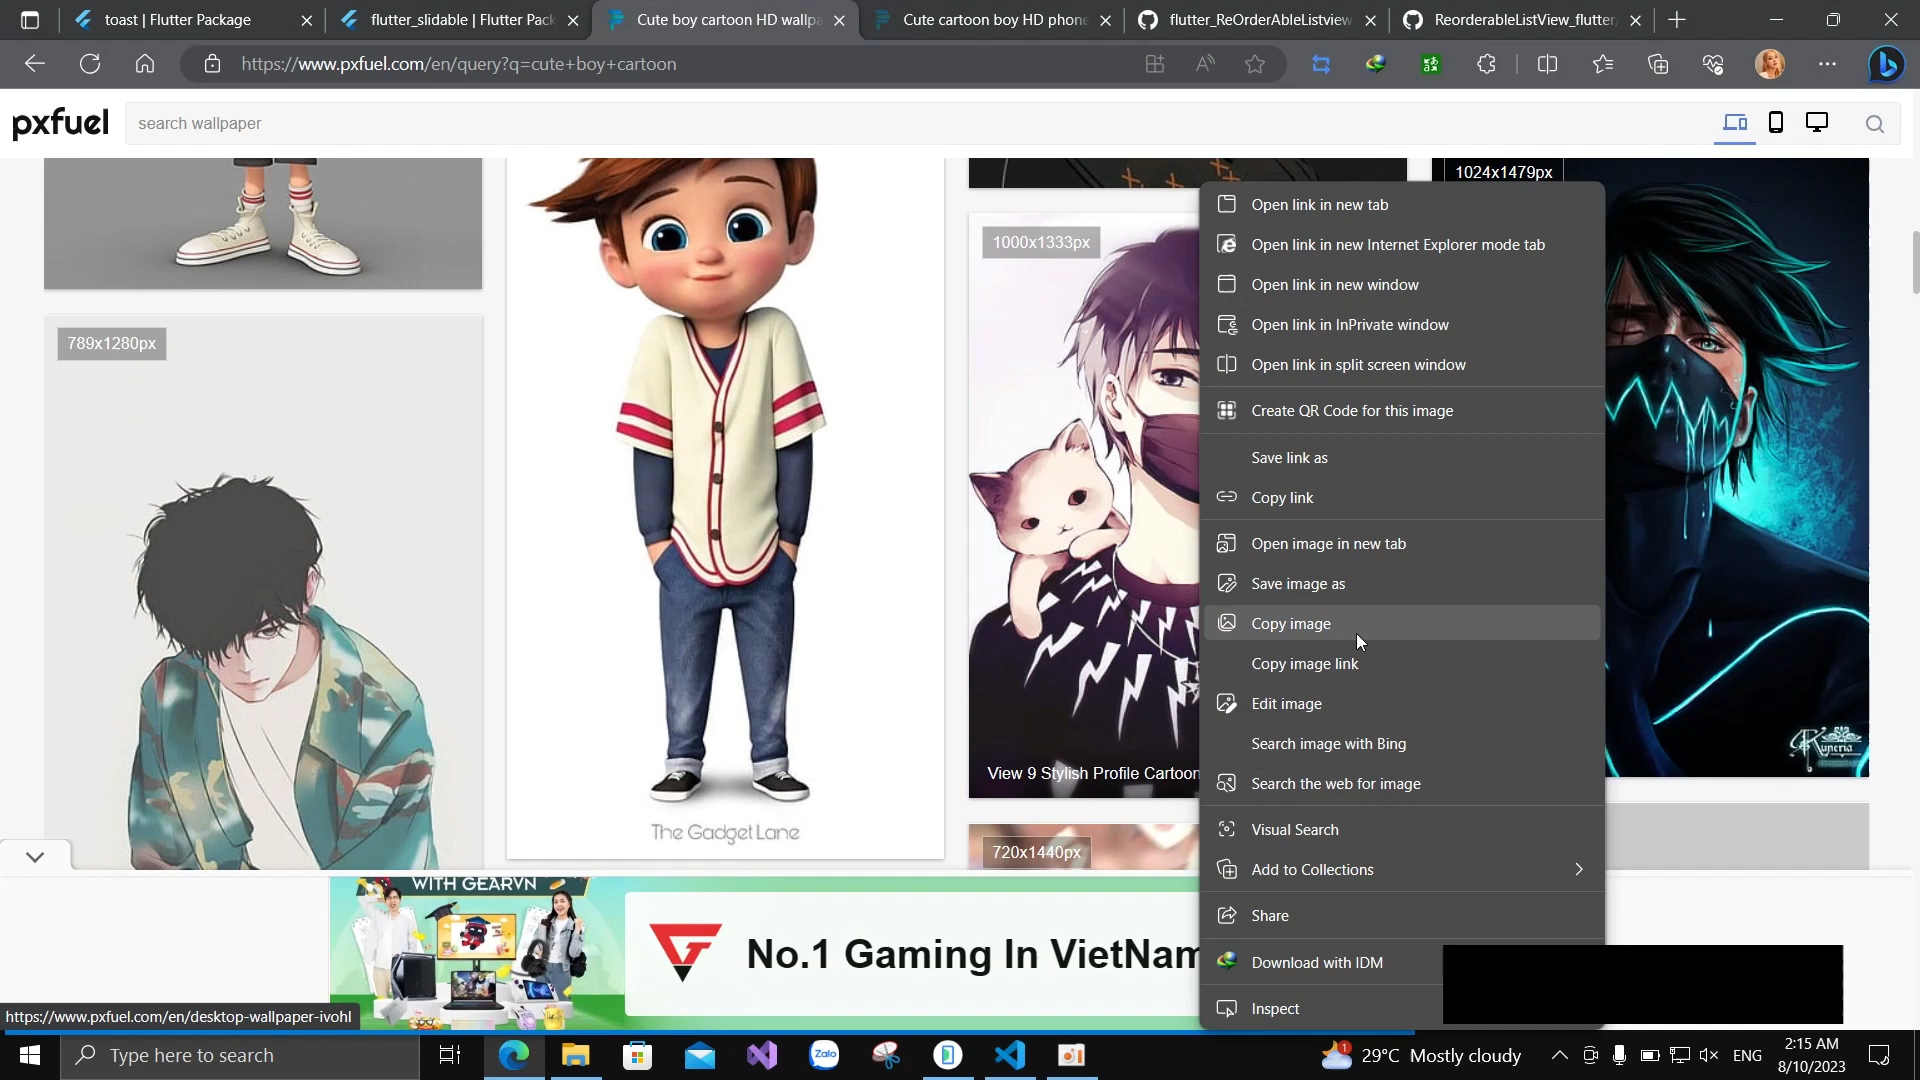 toast | Flutter Package
flutter_slidable | Flutter Pack
Cute boy cartoon HD wallpa
Cute cartoon boy HD phone
flutter_ReOrderAbleListview
ReorderableListView_flutter
https://www.pxfuel.com/en/query?q=cute+boy+cartoon
pxfuel
search wallpaper
1024x1479px
1000x1333px
789x1280px
The Gadget Lane
View 9 Stylish Profile Cartoon
720x1440px
Kuneria
Open link in new tab
Open link in new Internet Explorer mode tab
Open link in new window
Open link in InPrivate window
Open link in split screen window
Create QR Code for this image
Save link as
Copy link
Open image in new tab
Save image as
Copy image
Copy image link
Edit image
Search image with Bing
Search the web for image
Visual Search
Add to Collections
Share
Download with IDM
Inspect
WITH GEARVN
No.1 Gaming In VietNam
https://www.pxfuel.com/en/desktop-wallpaper-ivohl
Type here to search
Zalo
1
29°C Mostly cloudy
ENG
2:15 AM
8/10/2023